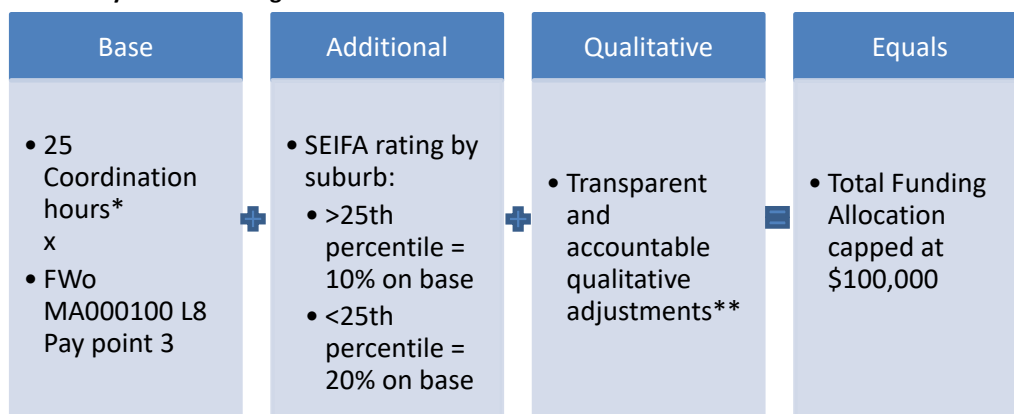 Base
• 25
Coordination
hours*
x
• FWo
MA000100 L8
Pay point 3
Additional
• SEIFA rating by
suburb:
• >25th
percentile =
10% on base
• <25th
percentile =
20% on base
Qualitative
• Transparent
and
accountable
qualitative
adjustments**
Equals
• Total Funding
Allocation
capped at
$100,000